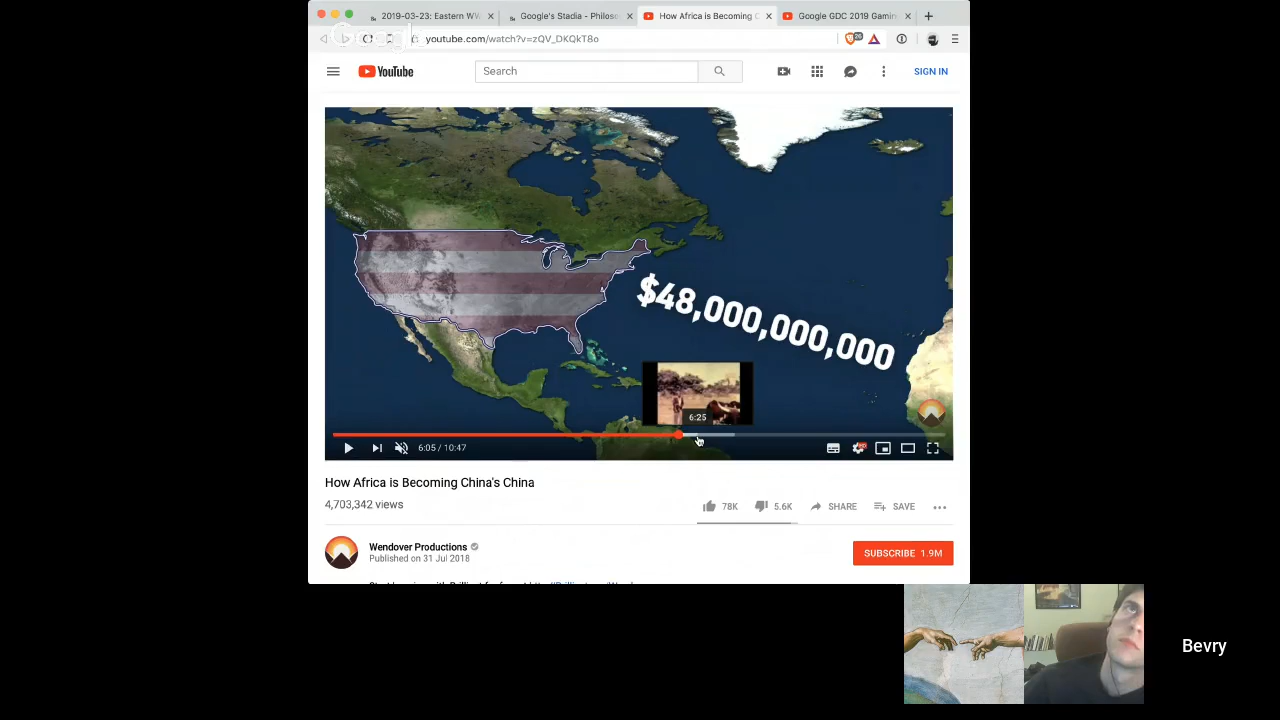 2019-03-23: Eastern WW
Google's Stadia - Philoso
How Africa is Becoming C
Google GDC 2019 Gamin
youtube.com/watch?v=zQV_DKQkT8o
26
YouTube
Search
SIGN IN
$48,000,000,000
6:25
6:05 / 10:47
HD
How Africa is Becoming China's China
4,703,342 views
78K
5.6K
SHARE
SAVE
Wendover Productions
Published on 31 Jul 2018
SUBSCRIBE 1.9M
Bevry